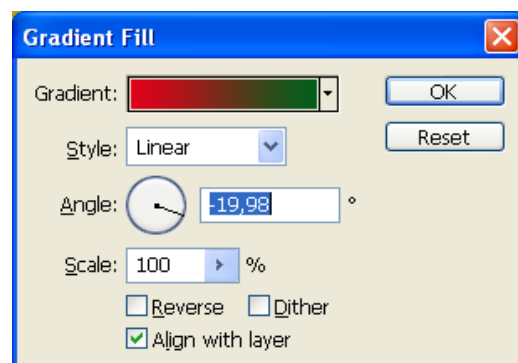 Gradient Fill
Gradient:
OK
Style: Linear
Reset
Angle: -19,98 °
Scale: 100 %
Reverse Dither
Align with layer